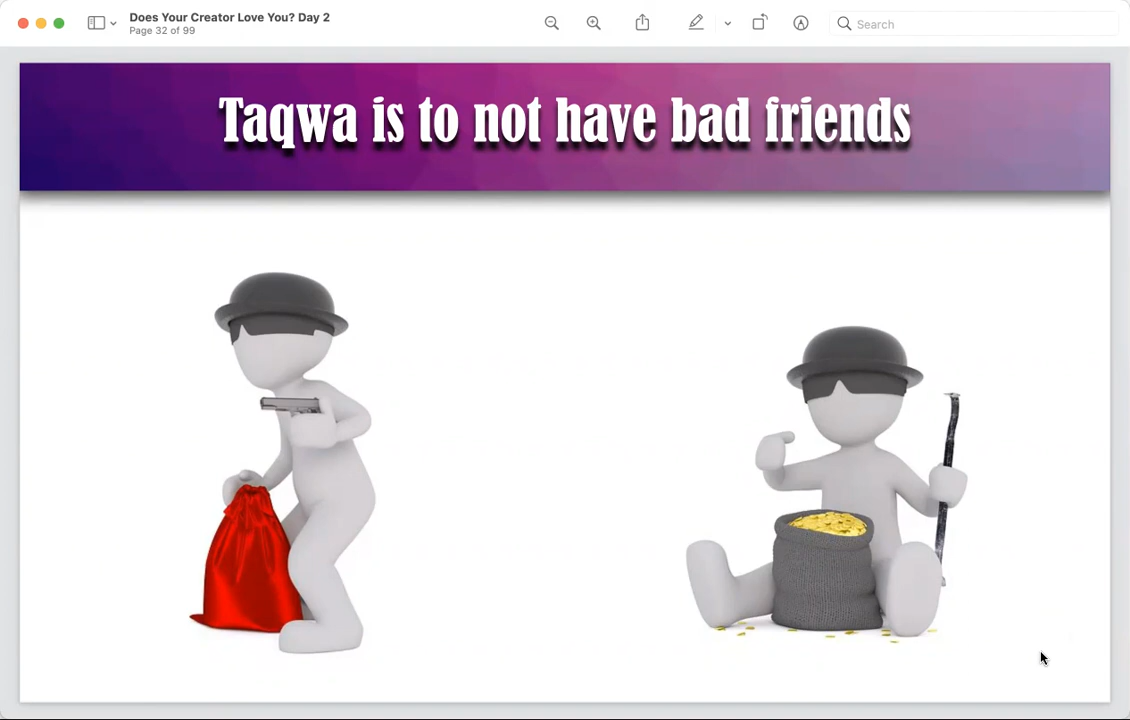 Does Your Creator Love You? Day 2
Page 32 of 99
Search
Taqwa is to not have bad friends